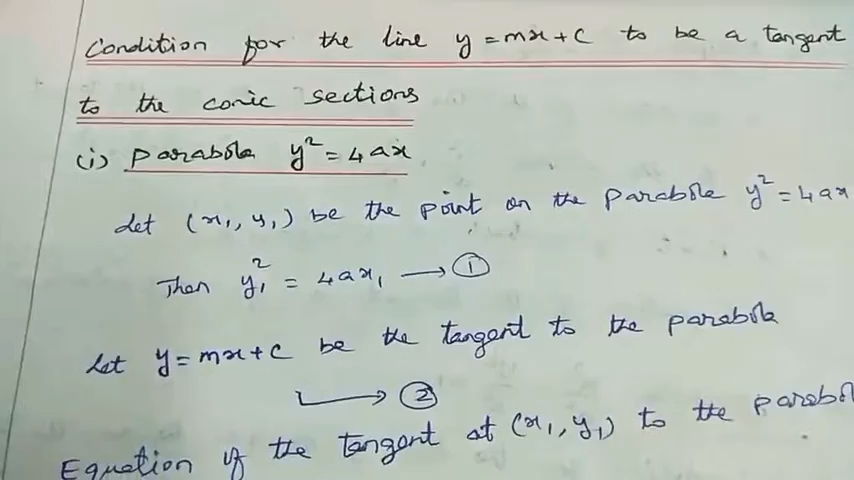 Condition for the line y = mx + c to be a tangent
to the conic sections
(i) Parabola y² = 4ax
Let (x₁, y₁) be the point on the parabola y² = 4ax
Then y₁² = 4ax₁ → ①
Let y = mx + c be the tangent to the parabola
→ ②
Equation of the tangent at (x₁, y₁) to the parabol